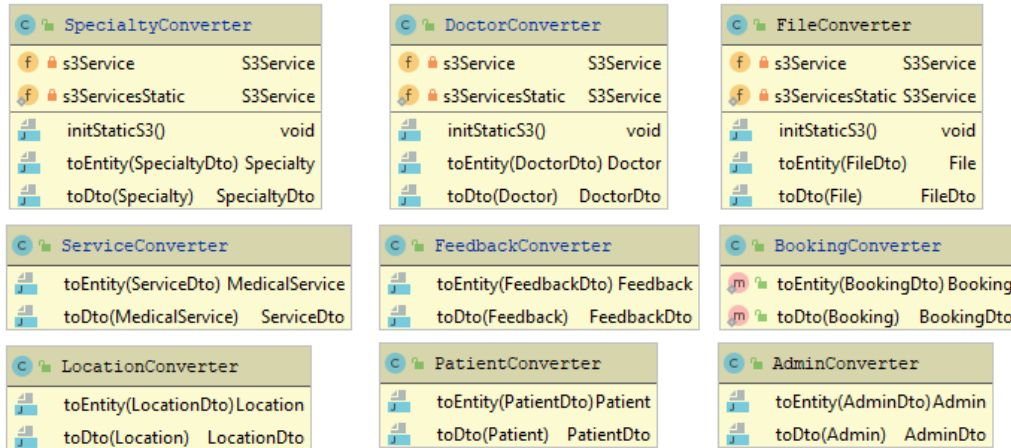 SpecialtyConverter
s3Service S3Service
s3ServicesStatic S3Service
initStaticS3() void
toEntity(SpecialtyDto) Specialty
toDto(Specialty) SpecialtyDto
DoctorConverter
s3Service S3Service
s3ServicesStatic S3Service
initStaticS3() void
toEntity(DoctorDto) Doctor
toDto(Doctor) DoctorDto
FileConverter
s3Service S3Service
s3ServicesStatic S3Service
initStaticS3() void
toEntity(FileDto) File
toDto(File) FileDto
ServiceConverter
toEntity(ServiceDto) MedicalService
toDto(MedicalService) ServiceDto
FeedbackConverter
toEntity(FeedbackDto) Feedback
toDto(Feedback) FeedbackDto
BookingConverter
toEntity(BookingDto) Booking
toDto(Booking) BookingDto
LocationConverter
toEntity(LocationDto) Location
toDto(Location) LocationDto
PatientConverter
toEntity(PatientDto) Patient
toDto(Patient) PatientDto
AdminConverter
toEntity(AdminDto) Admin
toDto(Admin) AdminDto